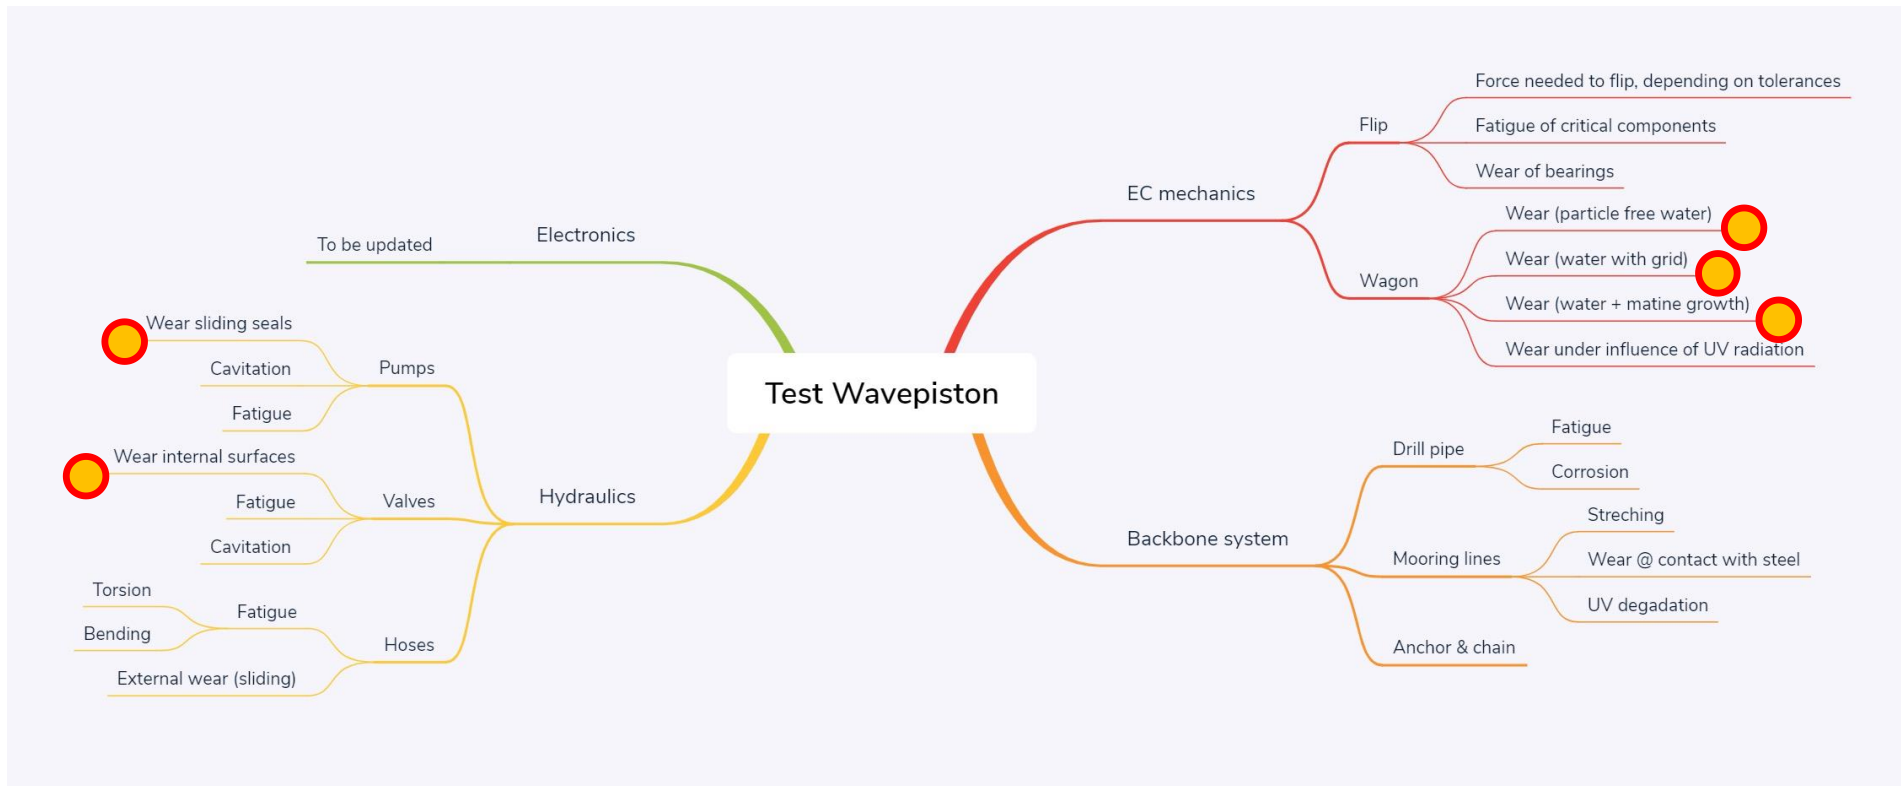 Test Wavepiston
EC mechanics
Flip
Force needed to flip, depending on tolerances
Fatigue of critical components
Wear of bearings
Wagon
Wear (particle free water)
Wear (water with grid)
Wear (water + matine growth)
Wear under influence of UV radiation
Backbone system
Drill pipe
Fatigue
Corrosion
Mooring lines
Streching
Wear @ contact with steel
UV degadation
Anchor & chain
Electronics
To be updated
Hydraulics
Pumps
Wear sliding seals
Cavitation
Fatigue
Valves
Wear internal surfaces
Fatigue
Cavitation
Hoses
Fatigue
Torsion
Bending
External wear (sliding)